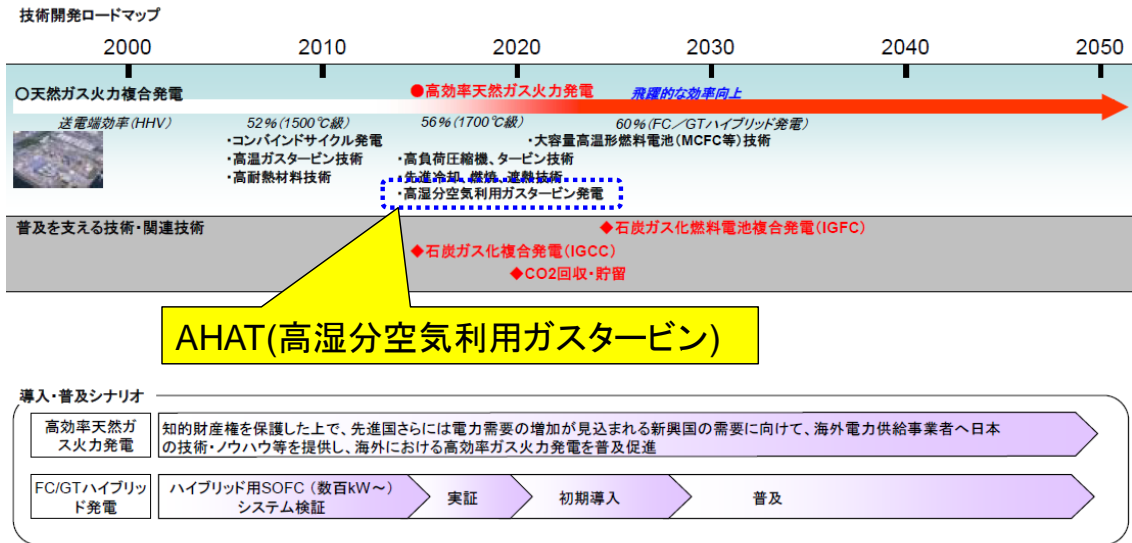 技術開発ロードマップ
2000 2010 2020 2030 2040 2050
○天然ガス火力複合発電 ●高効率天然ガス火力発電 飛躍的な効率向上
送電端効率(HHV) 52%(1500℃級) 56%(1700℃級) 60%(FC/GTハイブリッド発電)
・コンバインドサイクル発電 ・大容量高温形燃料電池(MCFC等)技術
・高温ガスタービン技術 ・高負荷圧縮機、タービン技術
・高耐熱材料技術 ・先進冷却、燃焼、遮熱技術
・高湿分空気利用ガスタービン発電
普及を支える技術・関連技術 ◆石炭ガス化燃料電池複合発電(IGFC)
◆石炭ガス化複合発電(IGCC)
◆CO2回収・貯留
AHAT(高湿分空気利用ガスタービン)
導入・普及シナリオ
高効率天然ガ
ス火力発電
知的財産権を保護した上で、先進国さらには電力需要の増加が見込まれる新興国の需要に向けて、海外電力供給事業者へ日本
の技術・ノウハウ等を提供し、海外における高効率ガス火力発電を普及促進
FC/GTハイブリッ
ド発電
ハイブリッド用SOFC(数百kW~)
システム検証
実証
初期導入
普及